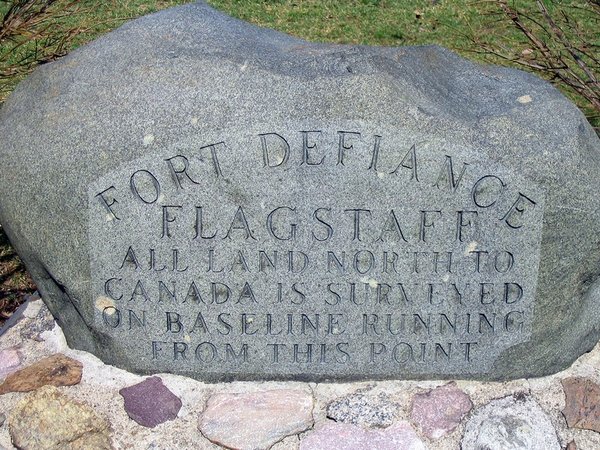 FORT DEFIANCE
FLAGSTAFF
ALL LAND NORTH TO
CANADA IS SURVEYED
ON BASELINE RUNNING
FROM THIS POINT